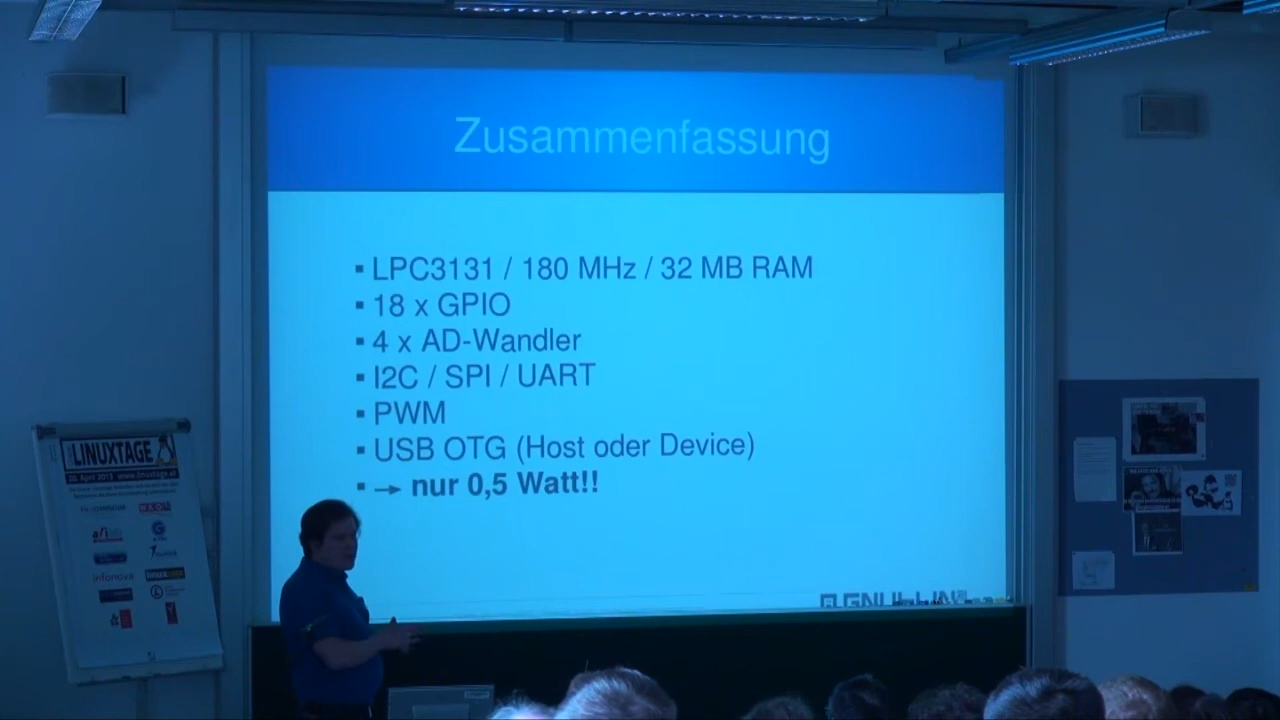 Zusammenfassung
▪ LPC3131 / 180 MHz / 32 MB RAM
▪ 18 x GPIO
▪ 4 x AD-Wandler
▪ I2C / SPI / UART
▪ PWM
▪ USB OTG (Host oder Device)
▪ → nur 0,5 Watt!!
LINUXTAGE
infonova